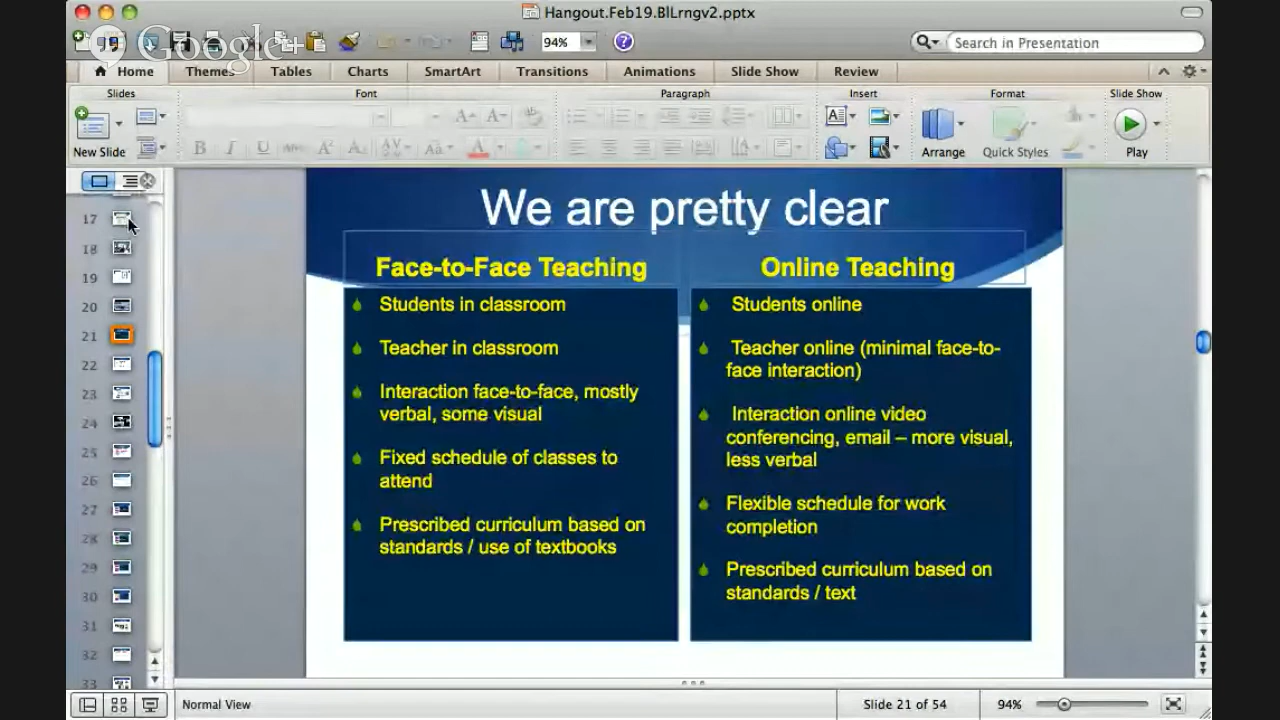 Hangout.Feb19.BlLrngv2.pptx
Google+
94%
Search in Presentation
Home Themes Tables Charts SmartArt Transitions Animations Slide Show Review
Slides Font Paragraph Insert Format Slide Show
New Slide
B I U
Arrange Quick Styles Play
17
18
19
20
21
22
23
24
25
26
27
28
29
30
31
32
33
We are pretty clear
Face-to-Face Teaching
Students in classroom
Teacher in classroom
Interaction face-to-face, mostly
verbal, some visual
Fixed schedule of classes to
attend
Prescribed curriculum based on
standards / use of textbooks
Online Teaching
Students online
Teacher online (minimal face-to-
face interaction)
Interaction online video
conferencing, email – more visual,
less verbal
Flexible schedule for work
completion
Prescribed curriculum based on
standards / text
Normal View
Slide 21 of 54
94%